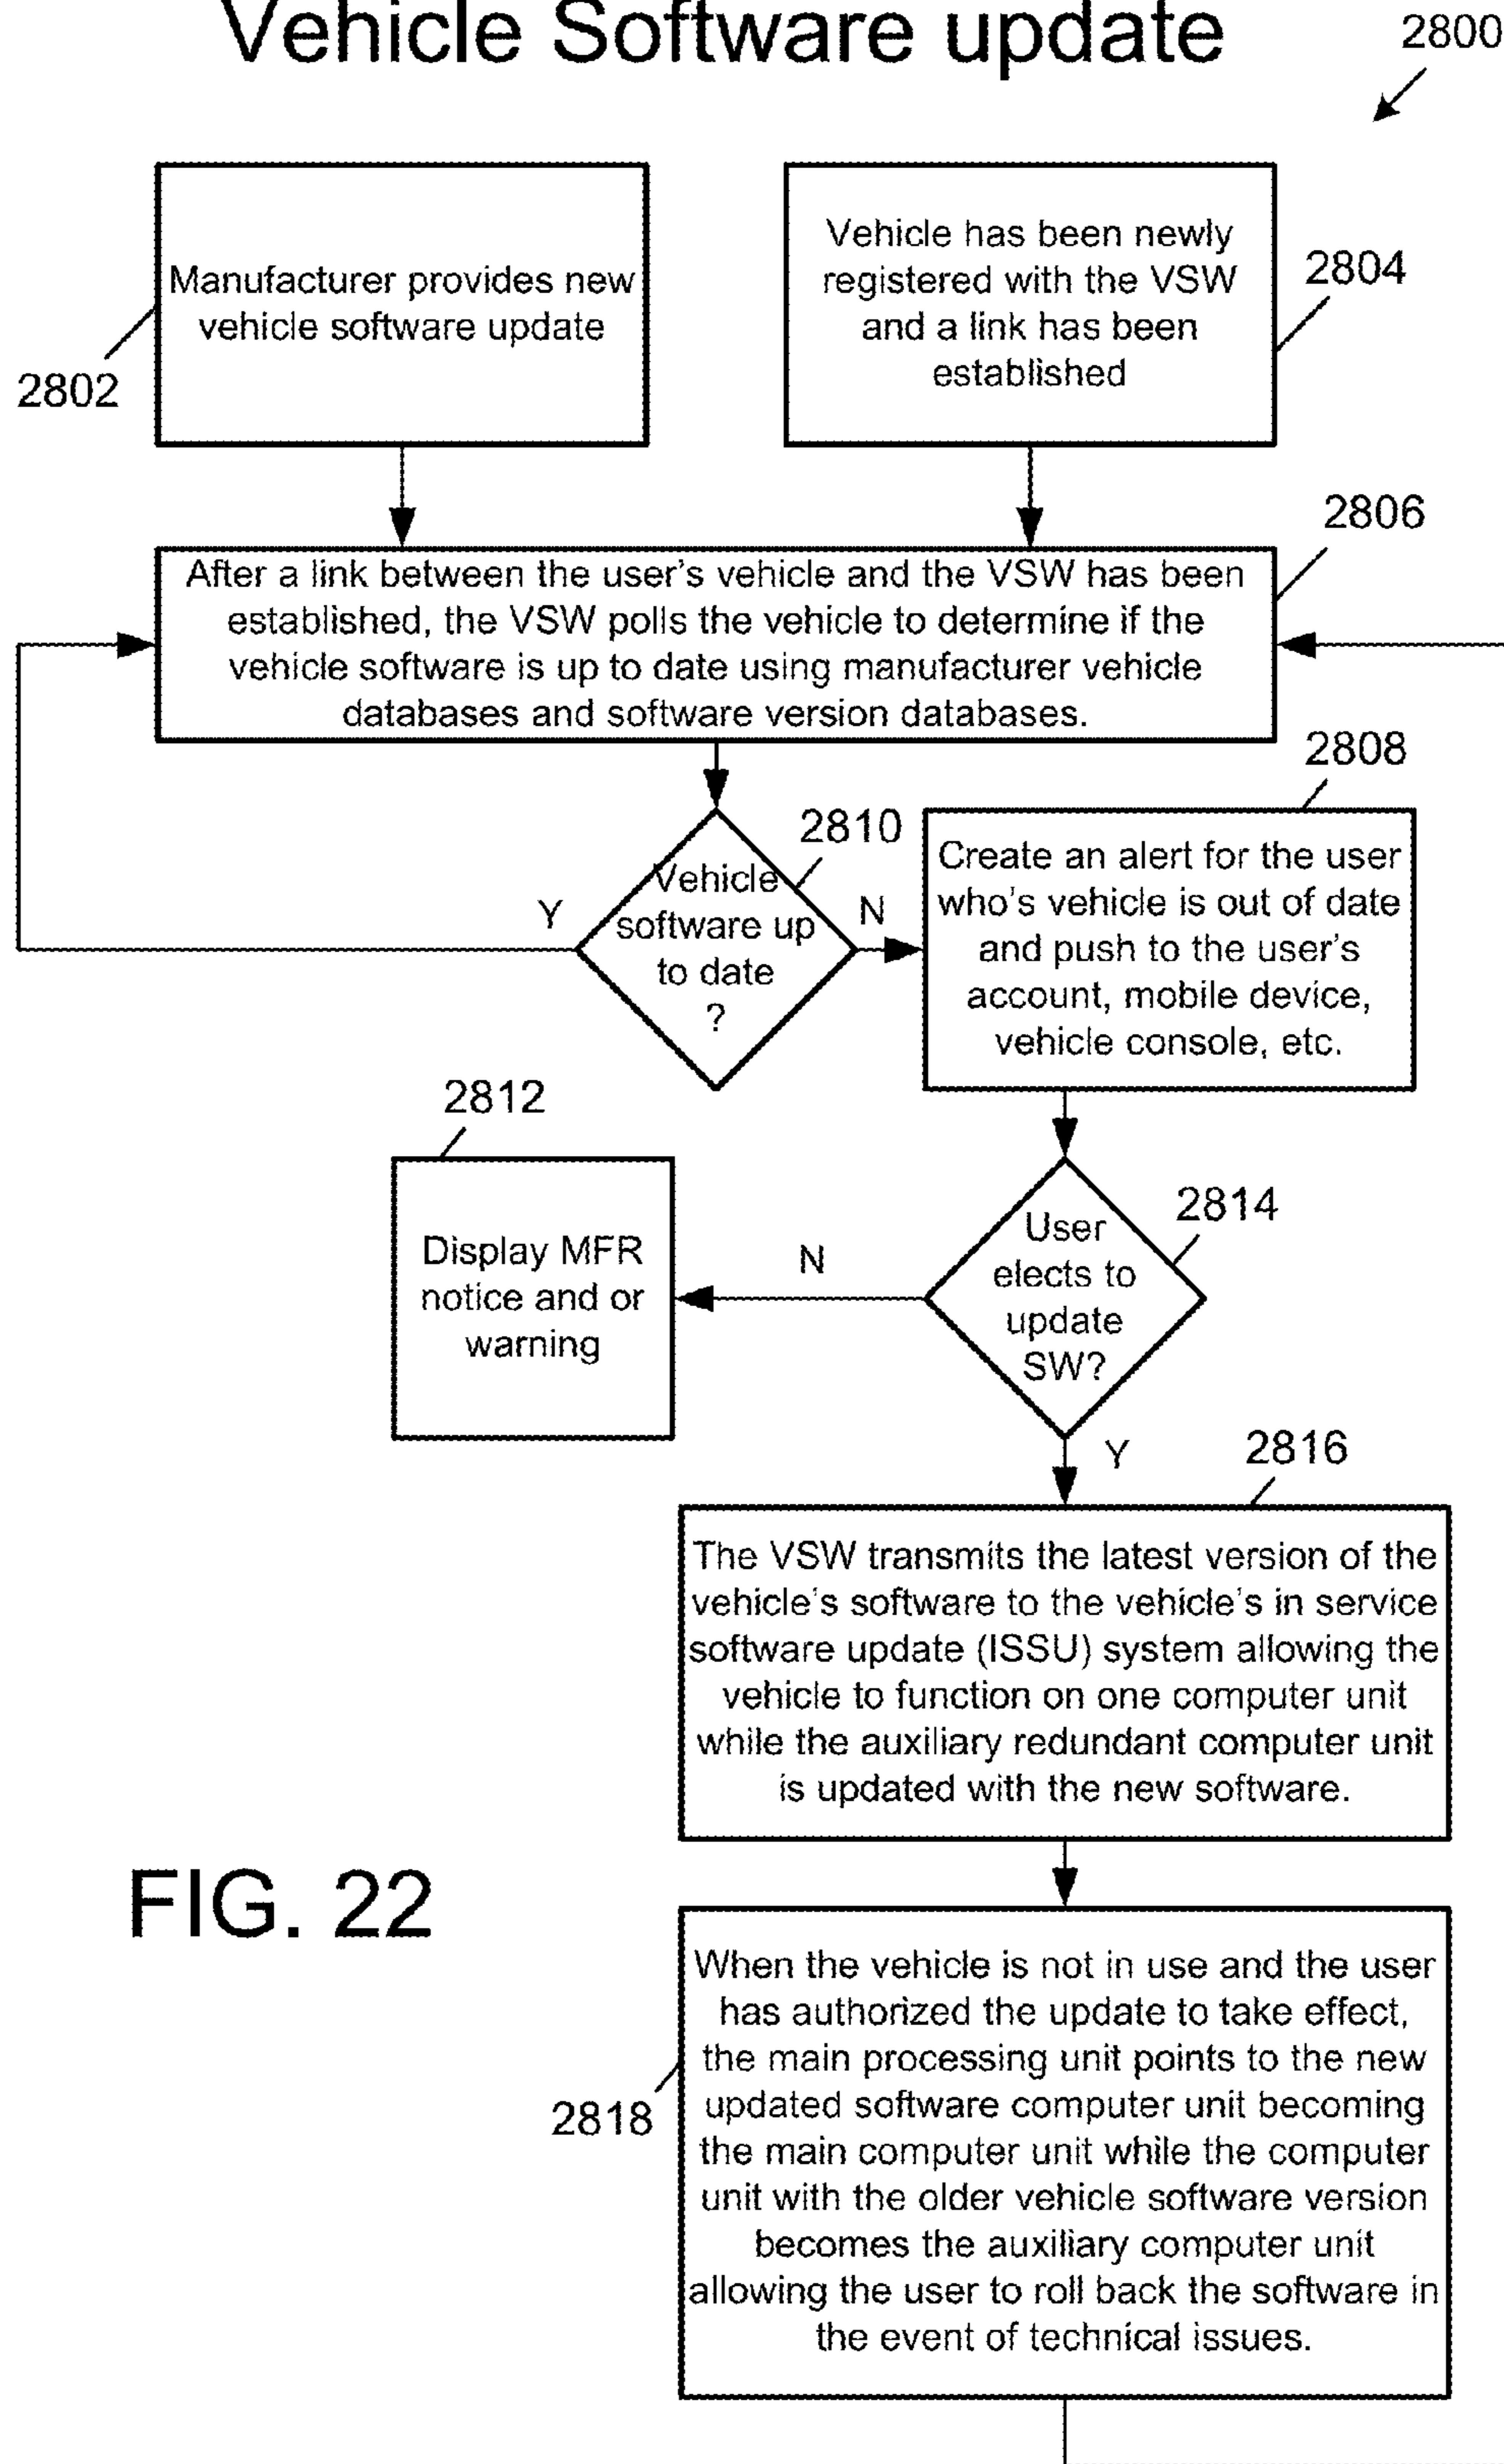 Vehicle Software update
2800
Manufacturer provides new
vehicle software update
2802
Vehicle has been newly
registered with the VSW
and a link has been
established
2804
2806
After a link between the user's vehicle and the VSW has been
established, the VSW polls the vehicle to determine if the
vehicle software is up to date using manufacturer vehicle
databases and software version databases.
2808
2810
Vehicle
software up
to date
?
Y
N
Create an alert for the user
who's vehicle is out of date
and push to the user's
account, mobile device,
vehicle console, etc.
2812
Display MFR
notice and or
warning
N
2814
User
elects to
update
SW?
Y
2816
The VSW transmits the latest version of the
vehicle's software to the vehicle's in service
software update (ISSU) system allowing the
vehicle to function on one computer unit
while the auxiliary redundant computer unit
is updated with the new software.
FIG. 22
2818
When the vehicle is not in use and the user
has authorized the update to take effect,
the main processing unit points to the new
updated software computer unit becoming
the main computer unit while the computer
unit with the older vehicle software version
becomes the auxiliary computer unit
allowing the user to roll back the software in
the event of technical issues.